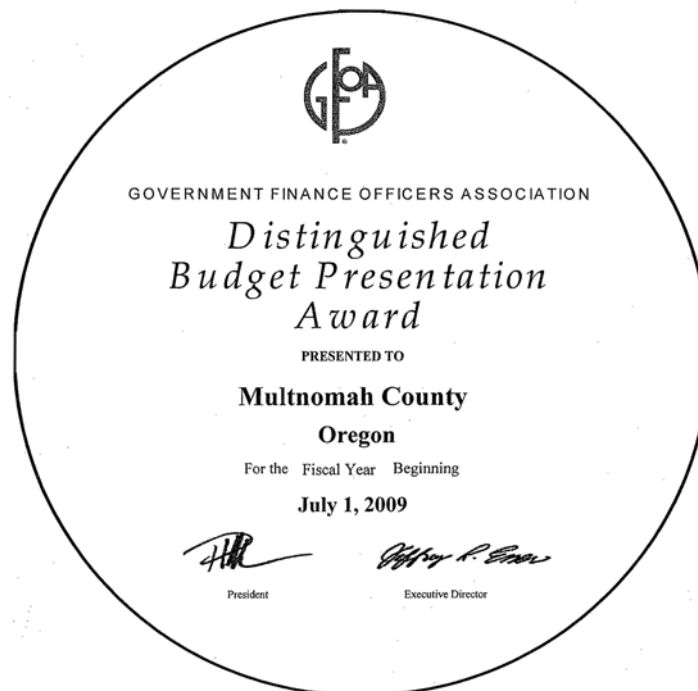 GFOA
GOVERNMENT FINANCE OFFICERS ASSOCIATION
Distinguished
Budget Presentation
Award
PRESENTED TO
Multnomah County
Oregon
For the Fiscal Year Beginning
July 1, 2009
President Executive Director